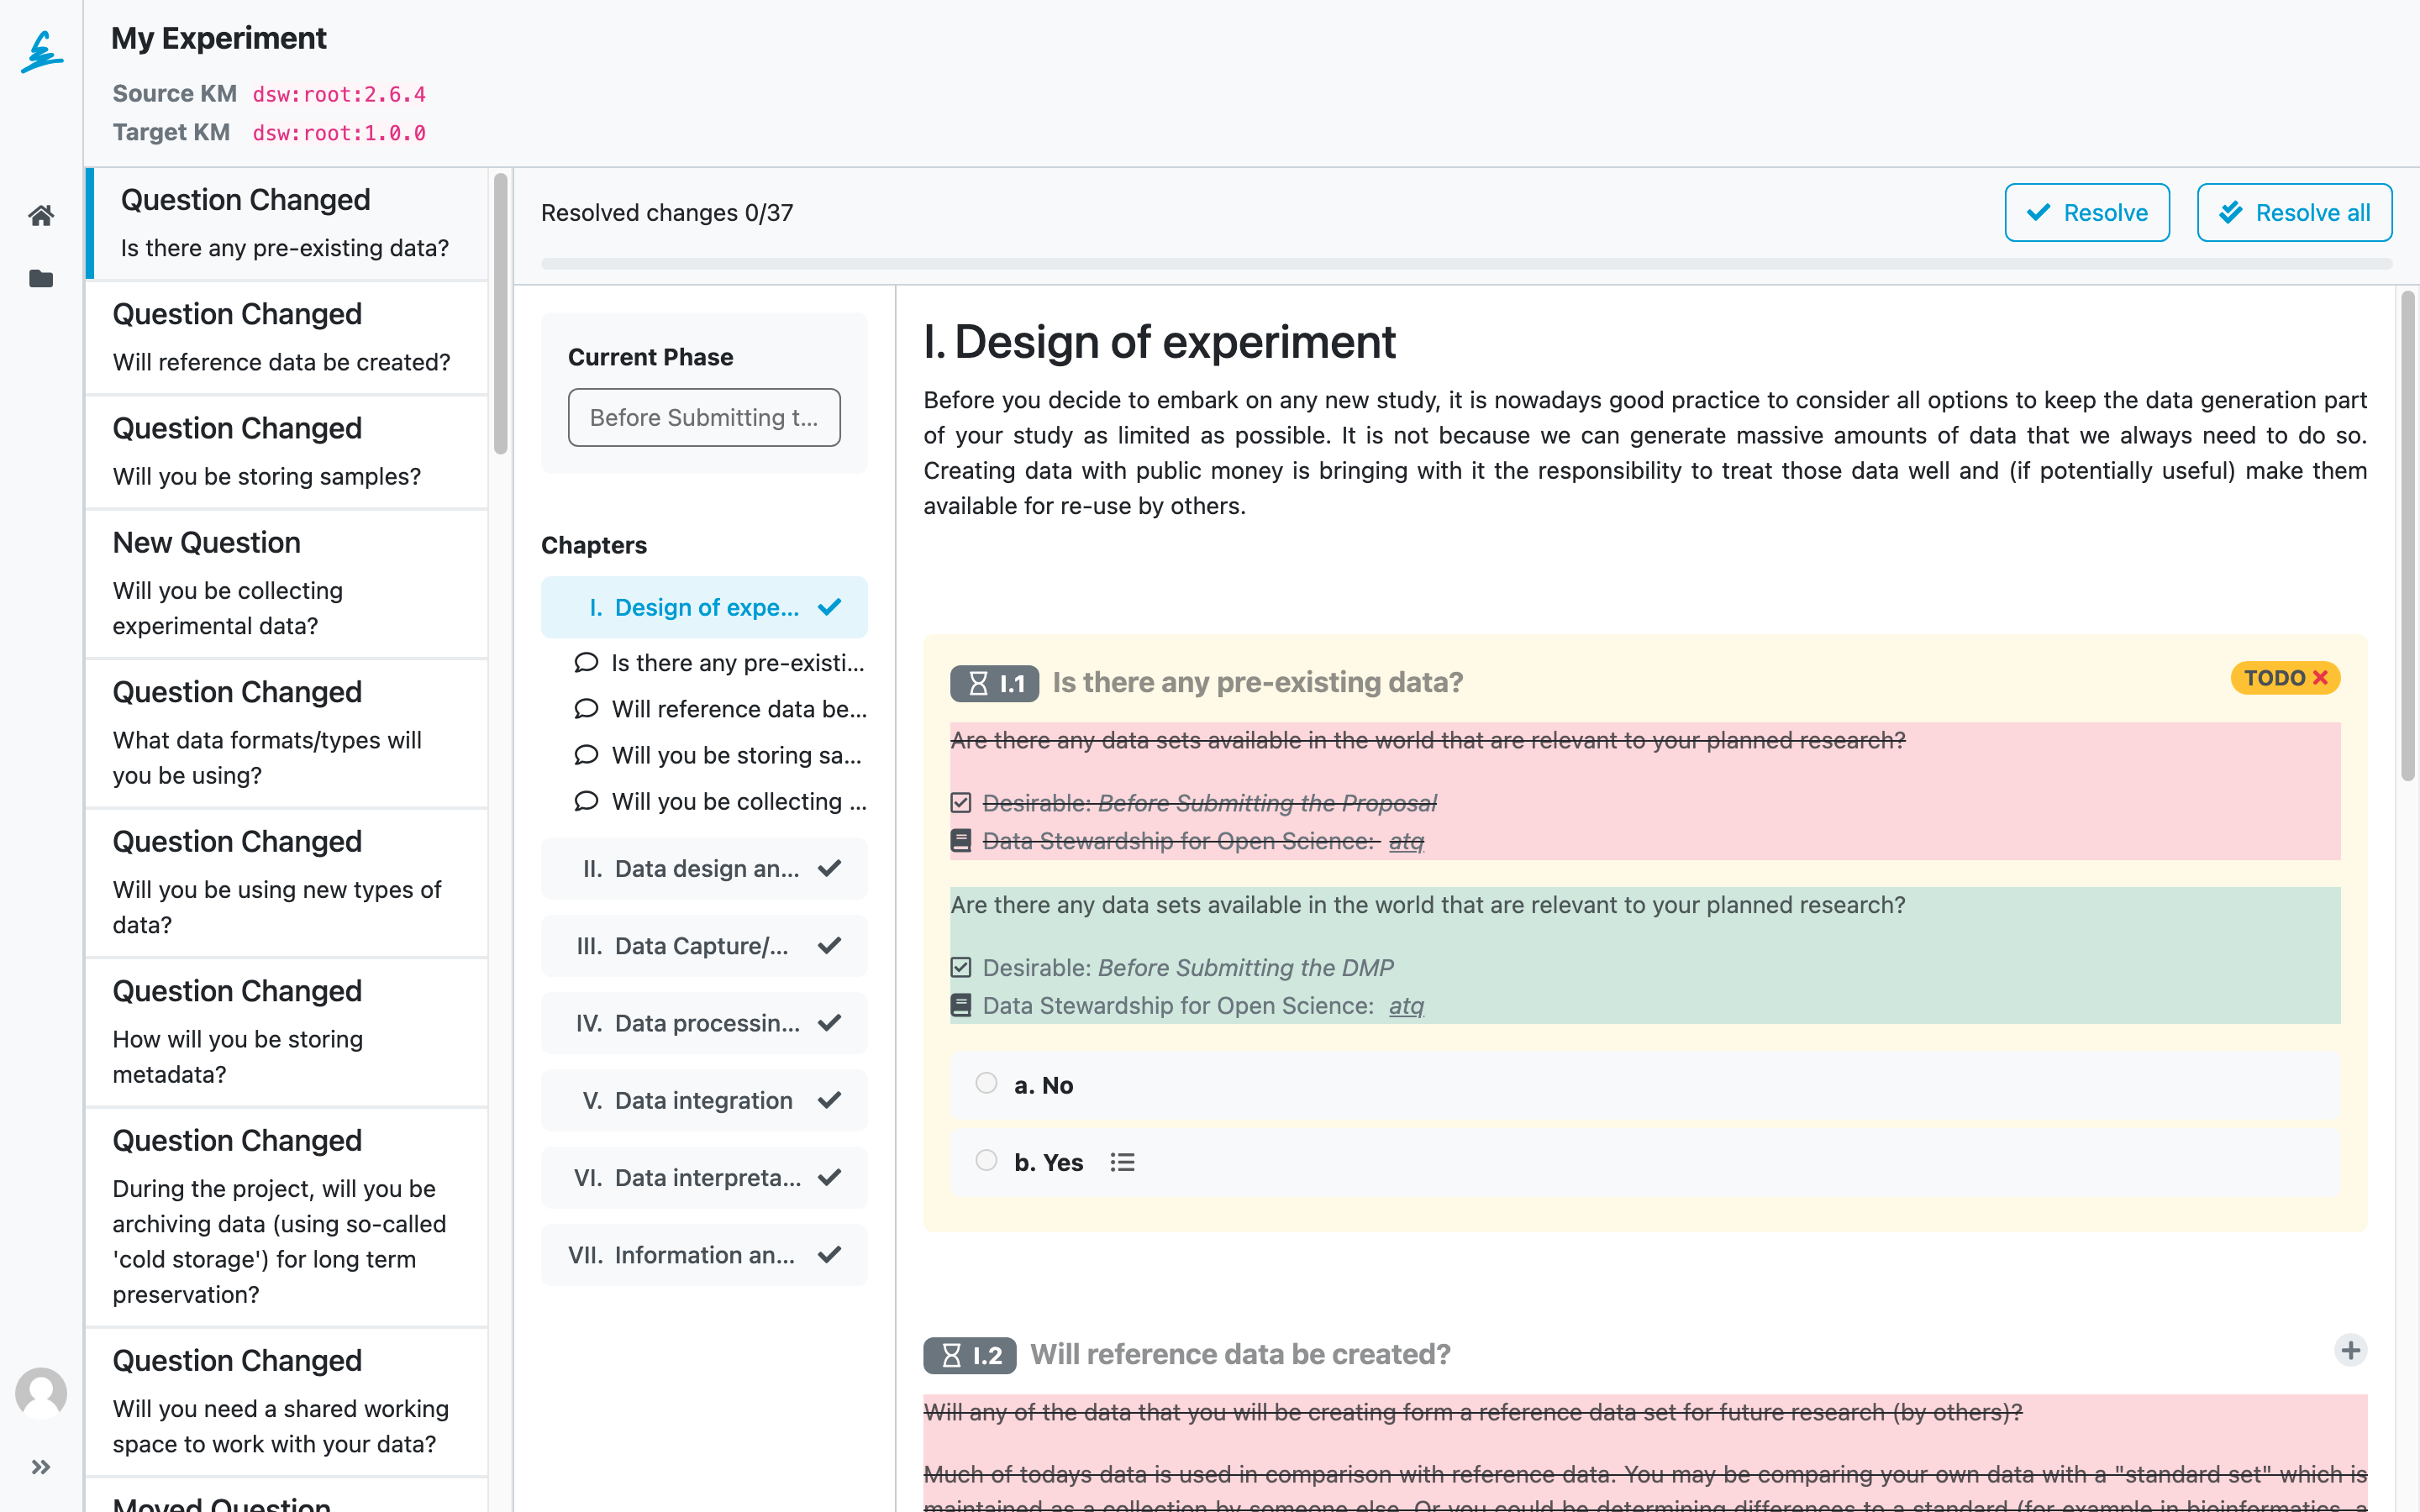 My Experiment
Source KM dsw:root:2.6.4
Target KM dsw:root:1.0.0
Question Changed
Is there any pre-existing data?
Question Changed
Will reference data be created?
Question Changed
Will you be storing samples?
New Question
Will you be collecting
experimental data?
Question Changed
What data formats/types will
you be using?
Question Changed
Will you be using new types of
data?
Question Changed
How will you be storing
metadata?
Question Changed
During the project, will you be
archiving data (using so-called
'cold storage') for long term
preservation?
Question Changed
Will you need a shared working
space to work with your data?
Moved Question
Resolved changes 0/37
Resolve
Resolve all
Current Phase
Before Submitting t...
Chapters
I. Design of expe...
Is there any pre-existi...
Will reference data be...
Will you be storing sa...
Will you be collecting ...
II. Data design an...
III. Data Capture/...
IV. Data processin...
V. Data integration
VI. Data interpreta...
VII. Information an...
I. Design of experiment
Before you decide to embark on any new study, it is nowadays good practice to consider all options to keep the data generation part
of your study as limited as possible. It is not because we can generate massive amounts of data that we always need to do so.
Creating data with public money is bringing with it the responsibility to treat those data well and (if potentially useful) make them
available for re-use by others.
I.1 Is there any pre-existing data?
TODO
Are there any data sets available in the world that are relevant to your planned research?
Desirable: Before Submitting the Proposal
Data Stewardship for Open Science: atq
Are there any data sets available in the world that are relevant to your planned research?
Desirable: Before Submitting the DMP
Data Stewardship for Open Science: atq
a. No
b. Yes
I.2 Will reference data be created?
Will any of the data that you will be creating form a reference data set for future research (by others)?
Much of todays data is used in comparison with reference data. You may be comparing your own data with a "standard set" which is
maintained as a collection by someone else. Or you could be determining differences to a standard (for example in bioinformatics, a